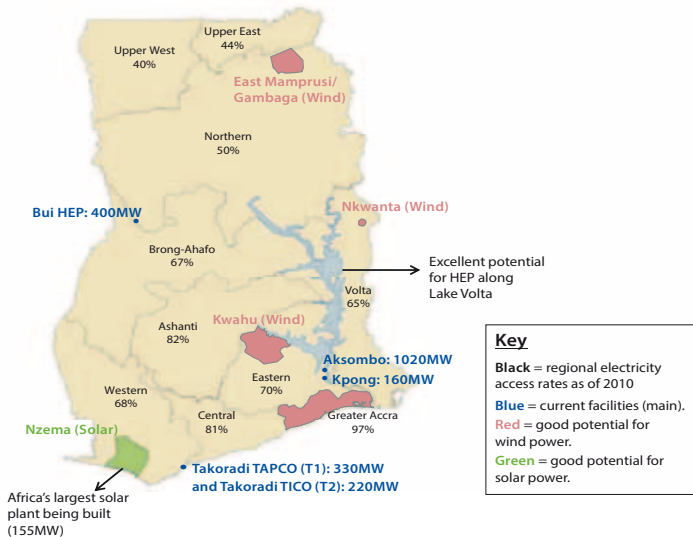 Upper East
44%
Upper West
40%
East Mamprusi/
Gambaga (Wind)
Northern
50%
Nkwanta (Wind)
Bui HEP: 400MW
Brong-Ahafo
67%
Excellent potential
for HEP along
Lake Volta
Volta
65%
Kwahu (Wind)
Ashanti
82%
Aksombo: 1020MW
Kpong: 160MW
Eastern
70%
Western
68%
Central
81%
Greater Accra
97%
Nzema (Solar)
Takoradi TAPCO (T1): 330MW
and Takoradi TICO (T2): 220MW
Africa's largest solar
plant being built
(155MW)
Key
Black = regional electricity
access rates as of 2010
Blue = current facilities (main).
Red = good potential for
wind power.
Green = good potential for
solar power.